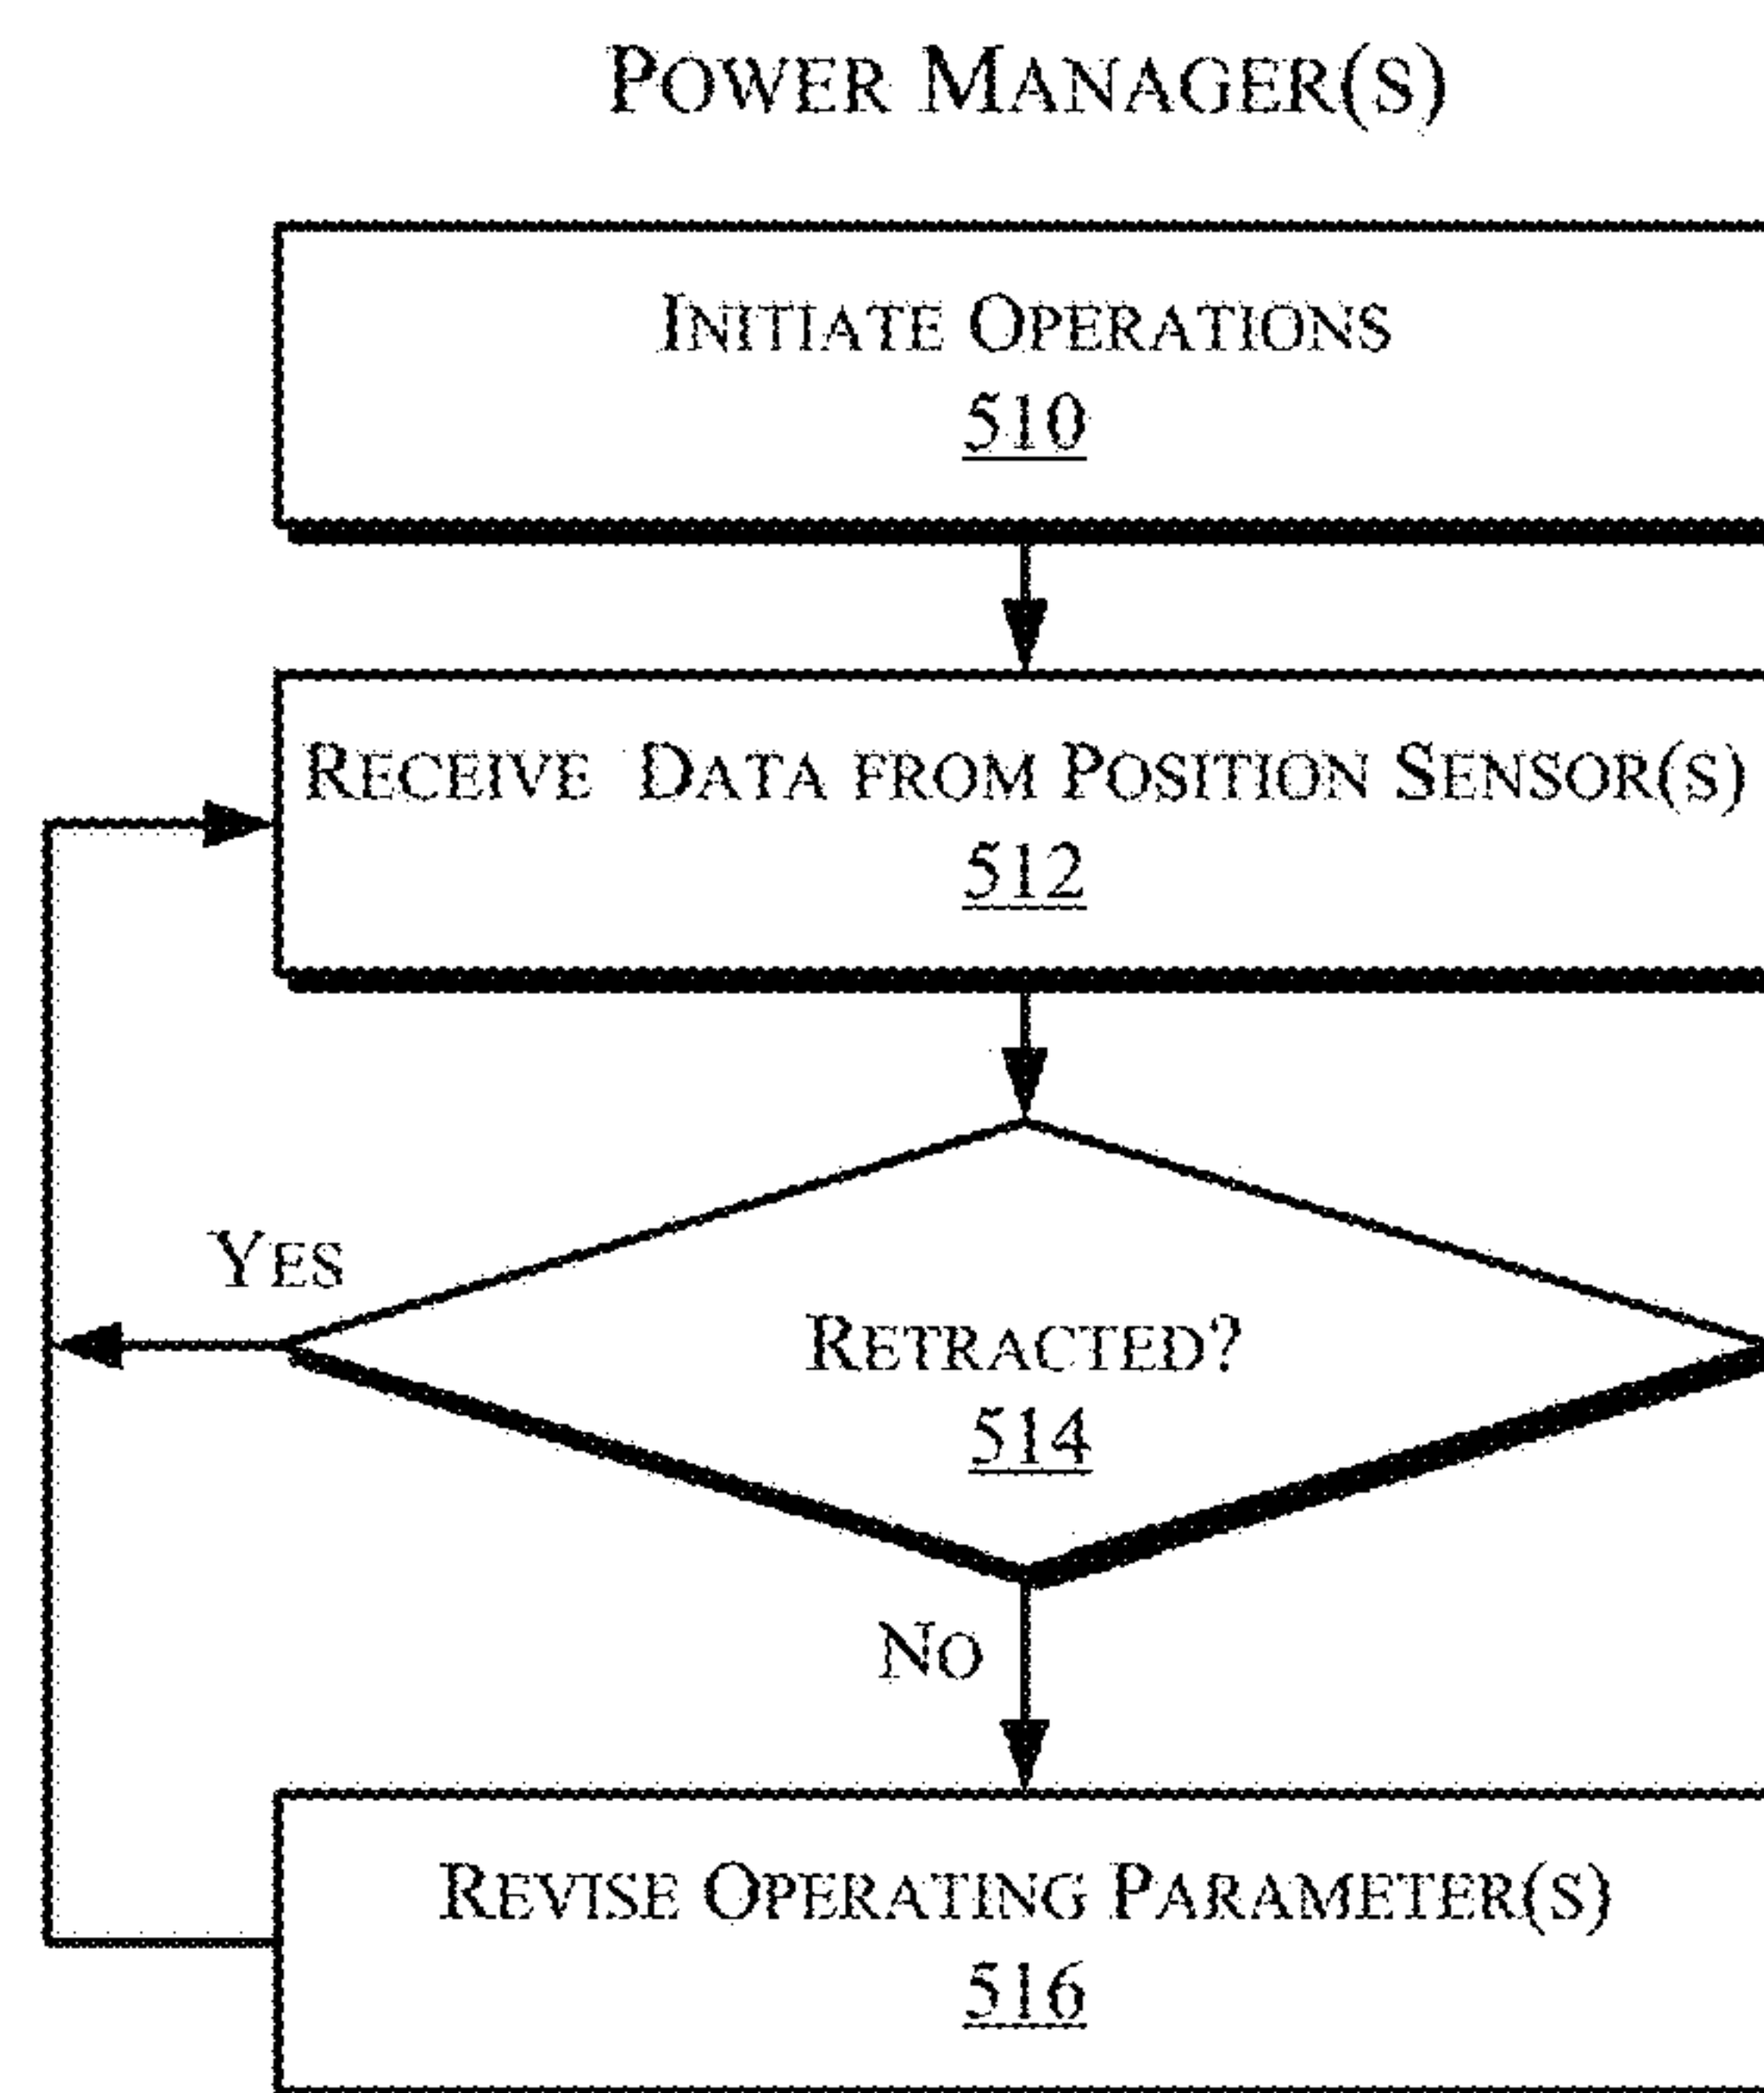 POWER MANAGER(S)
INITIATE OPERATIONS
510
RECEIVE DATA FROM POSITION SENSOR(S)
512
YES
RETRACTED?
514
NO
REVISE OPERATING PARAMETER(S)
516